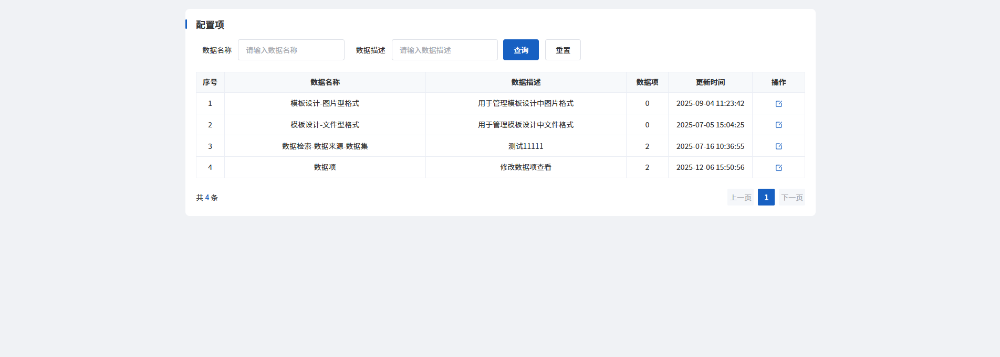 配置项
数据名称 请输入数据名称 数据描述 请输入数据描述 查询 重置
序号 数据名称 数据描述 数据项 更新时间 操作
1 模板设计-图片型格式 用于管理模板设计中图片格式 0 2025-09-04 11:23:42
2 模板设计-文件型格式 用于管理模板设计中文件格式 0 2025-07-05 15:04:25
3 数据检索-数据来源-数据集 测试11111 2 2025-07-16 10:36:55
4 数据项 修改数据项查看 2 2025-12-06 15:50:56
共 4 条 上一页 1 下一页